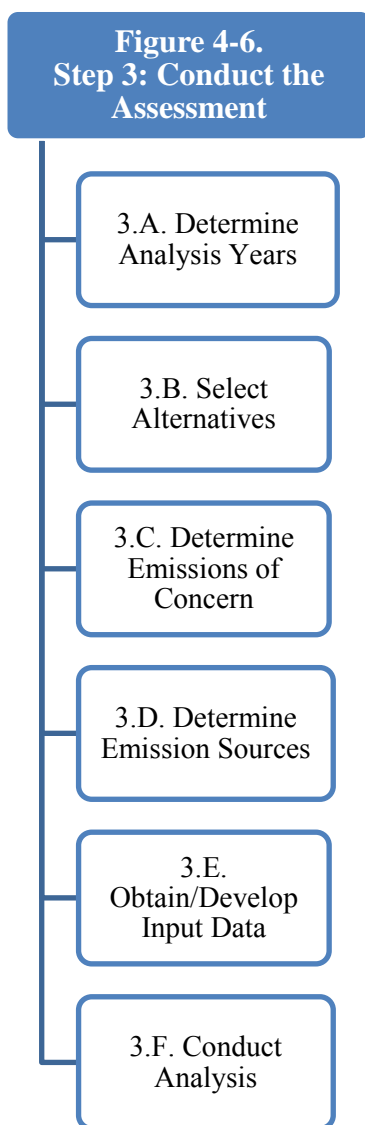 Figure 4-6.
Step 3: Conduct the
Assessment
3.A. Determine
Analysis Years
3.B. Select
Alternatives
3.C. Determine
Emissions of
Concern
3.D. Determine
Emission Sources
3.E.
Obtain/Develop
Input Data
3.F. Conduct
Analysis